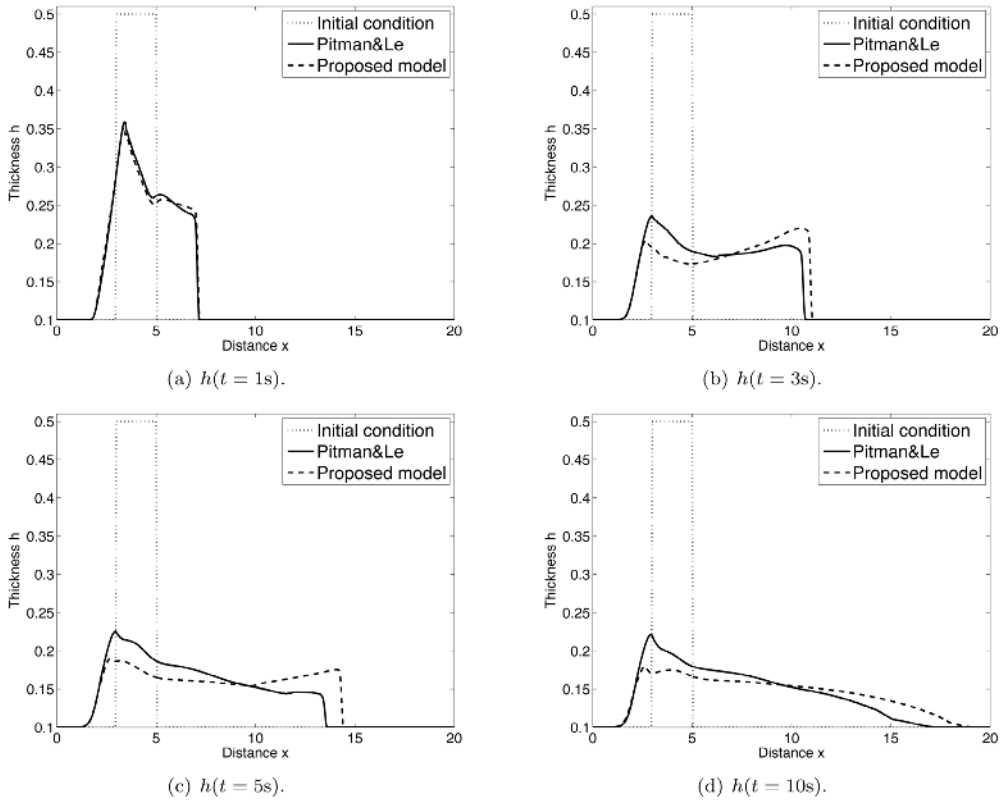 0.5
0.45
0.4
0.35
0.3
0.25
0.2
0.15
0.1
Thickness h
0 5 10 15 20
Distance x
Initial condition
Pitman&Le
Proposed model
(a) h(t = 1s).
0.5
0.45
0.4
0.35
0.3
0.25
0.2
0.15
0.1
Thickness h
0 5 10 15 20
Distance x
Initial condition
Pitman&Le
Proposed model
(b) h(t = 3s).
0.5
0.45
0.4
0.35
0.3
0.25
0.2
0.15
0.1
Thickness h
0 5 10 15 20
Distance x
Initial condition
Pitman&Le
Proposed model
(c) h(t = 5s).
0.5
0.45
0.4
0.35
0.3
0.25
0.2
0.15
0.1
Thickness h
0 5 10 15 20
Distance x
Initial condition
Pitman&Le
Proposed model
(d) h(t = 10s).